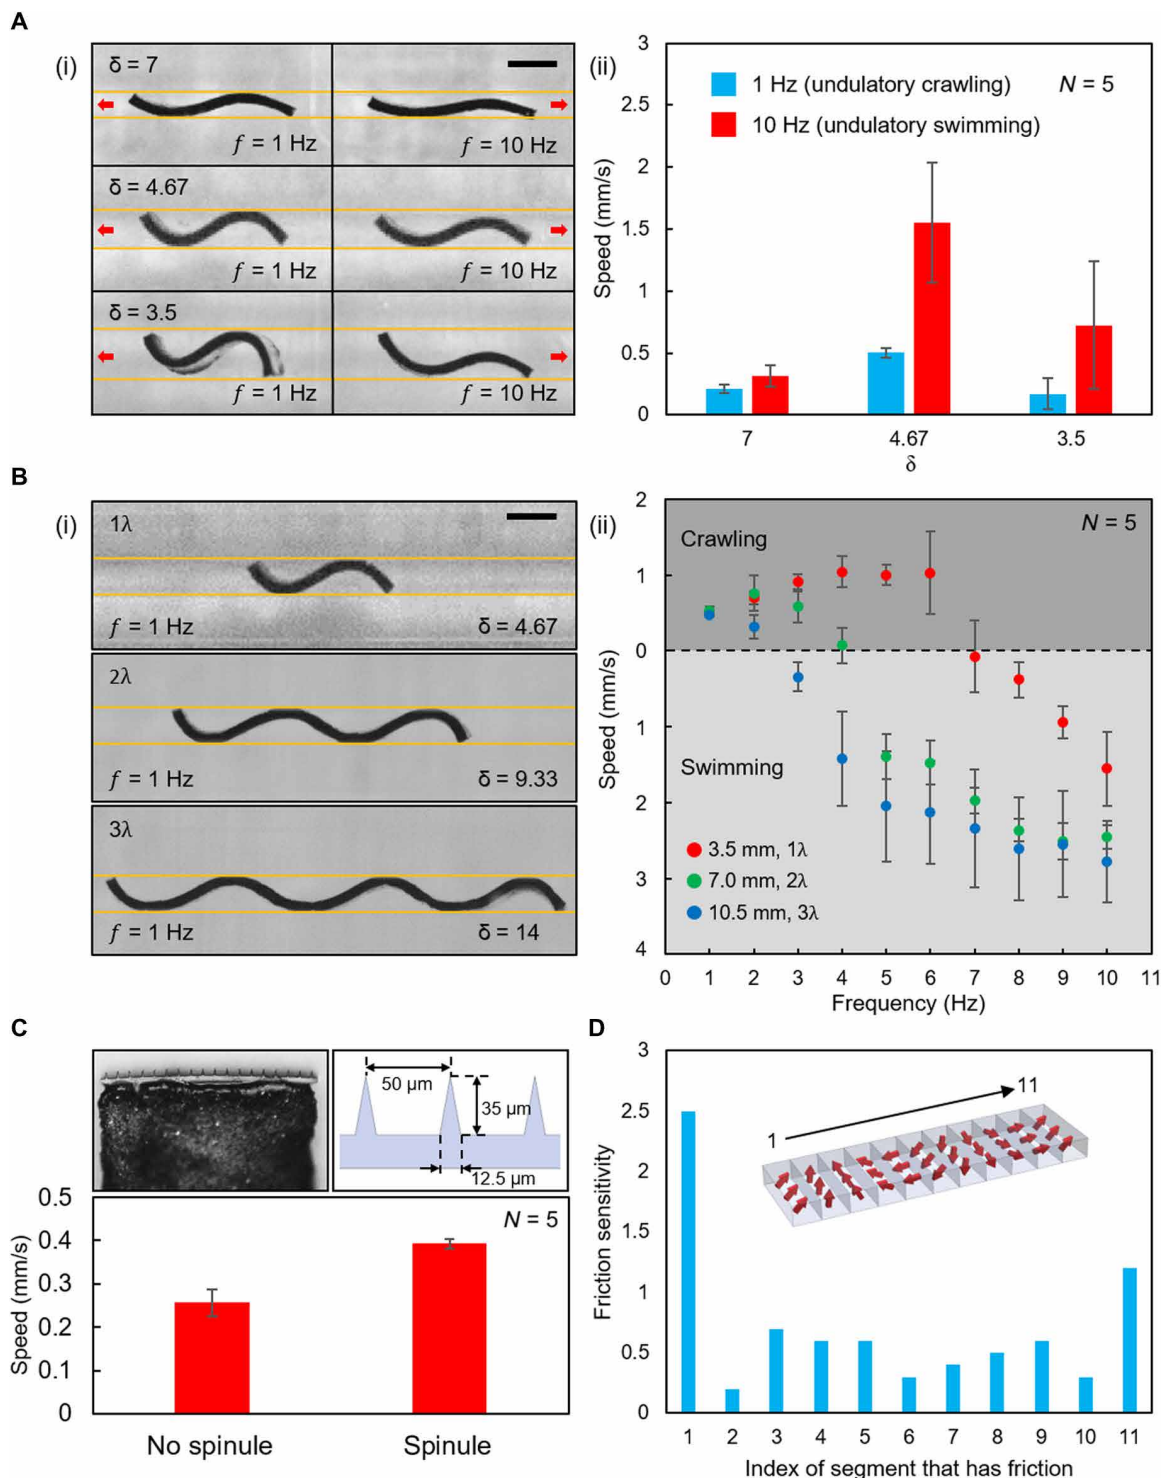 A
(i)
δ = 7
f = 1 Hz
f = 10 Hz
δ = 4.67
f = 1 Hz
f = 10 Hz
δ = 3.5
f = 1 Hz
f = 10 Hz
(ii)
3
2.5
2
1.5
1
0.5
0
Speed (mm/s)
1 Hz (undulatory crawling)
10 Hz (undulatory swimming)
N = 5
7
4.67
3.5
δ
B
(i)
1λ
f = 1 Hz
δ = 4.67
2λ
f = 1 Hz
δ = 9.33
3λ
f = 1 Hz
δ = 14
(ii)
2
1
0
1
2
3
4
Speed (mm/s)
Crawling
N = 5
Swimming
3.5 mm, 1λ
7.0 mm, 2λ
10.5 mm, 3λ
0 1 2 3 4 5 6 7 8 9 10 11
Frequency (Hz)
C
50 μm
35 μm
12.5 μm
0.5
0.4
0.3
0.2
0.1
0
Speed (mm/s)
N = 5
No spinule
Spinule
D
3
2.5
2
1.5
1
0.5
0
Friction sensitivity
1
11
1 2 3 4 5 6 7 8 9 10 11
Index of segment that has friction